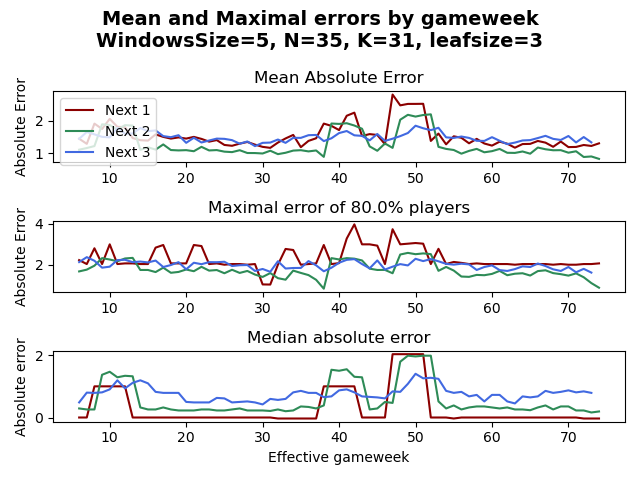 Mean and Maximal errors by gameweek
WindowsSize=5, N=35, K=31, leafsize=3
Mean Absolute Error
Absolute Error
2
1
Next 1
Next 2
Next 3
10 20 30 40 50 60 70
Maximal error of 80.0% players
Absolute Error
4
2
10 20 30 40 50 60 70
Median absolute error
Absolute error
2
0
10 20 30 40 50 60 70
Effective gameweek